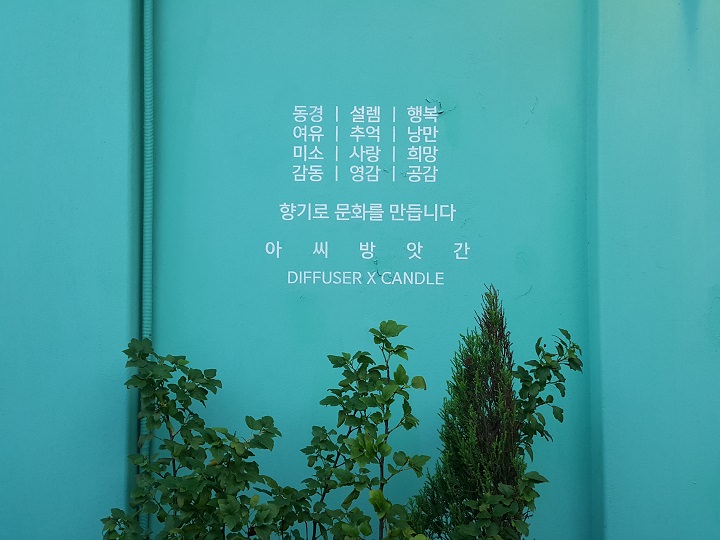 동경 | 설렘 | 행복
여유 | 추억 | 낭만
미소 | 사랑 | 희망
감동 | 영감 | 공감
향기로 문화를 만듭니다
아 씨 방 앗 간
DIFFUSER X CANDLE